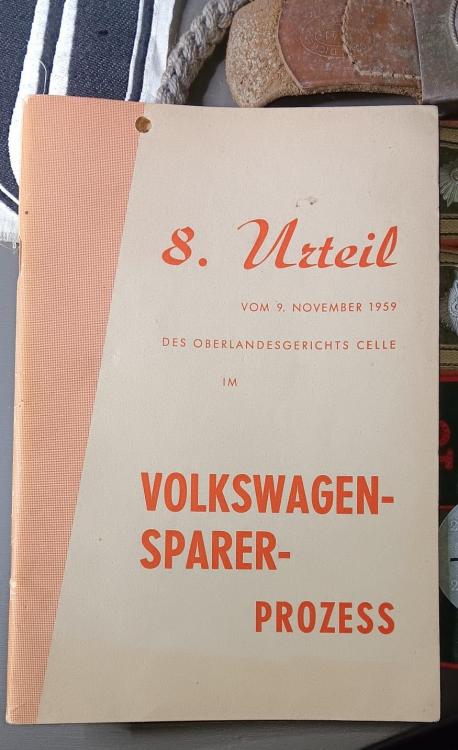 8. Urteil
VOM 9. NOVEMBER 1959
DES OBERLANDESGERICHTS CELLE
IM
VOLKSWAGEN-
SPARER-
PROZESS